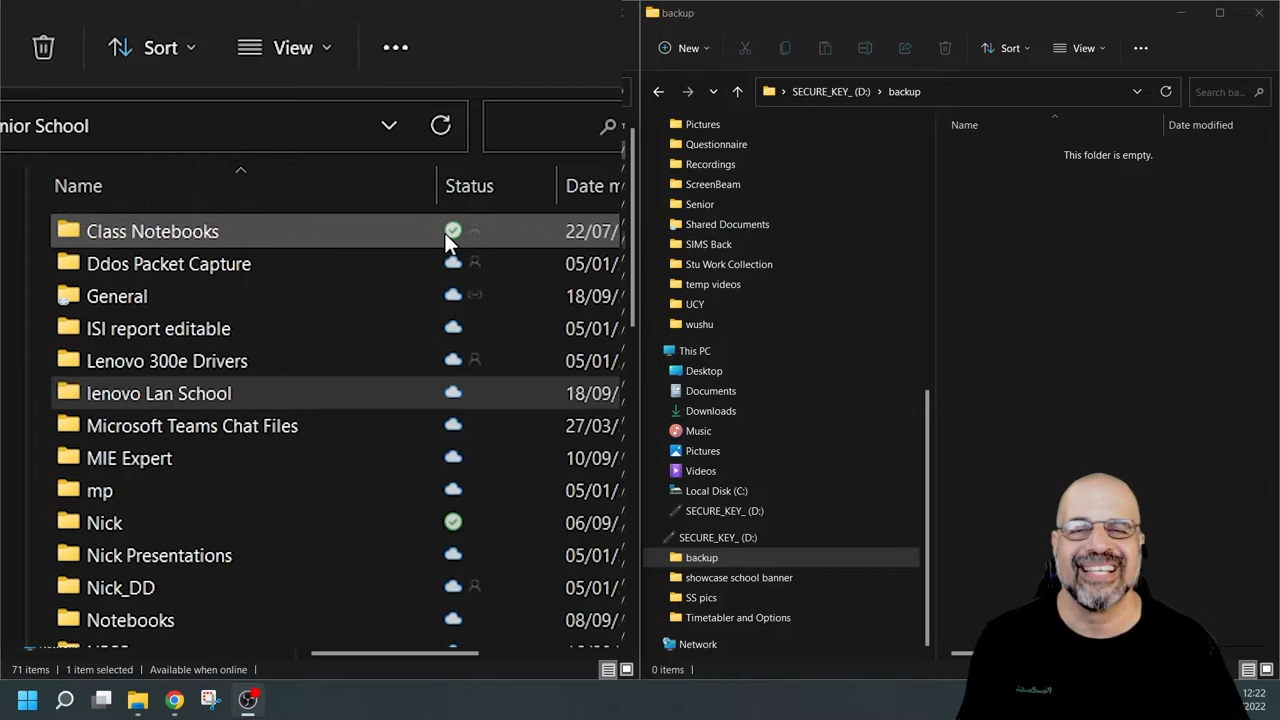 Sort
View
nior School
Name
Status
Date m
Class Notebooks
22/07/
Ddos Packet Capture
05/01/
General
18/09/
ISI report editable
05/01/
Lenovo 300e Drivers
05/01/
lenovo Lan School
18/09/
Microsoft Teams Chat Files
27/03/
MIE Expert
10/09/
mp
05/01/
Nick
06/09/
Nick Presentations
05/01/
Nick_DD
05/01/
Notebooks
08/09/
71 items
1 item selected
Available when online
backup
New
Sort
View
SECURE_KEY_ (D:)
backup
Search ba...
Pictures
Questionnaire
Recordings
ScreenBeam
Senior
Shared Documents
SIMS Back
Stu Work Collection
temp videos
UCY
wushu
This PC
Desktop
Documents
Downloads
Music
Pictures
Videos
Local Disk (C:)
SECURE_KEY_ (D:)
SECURE_KEY_ (D:)
backup
showcase school banner
SS pics
Timetabler and Options
Network
Name
Date modified
This folder is empty.
0 items
12:22
/2022